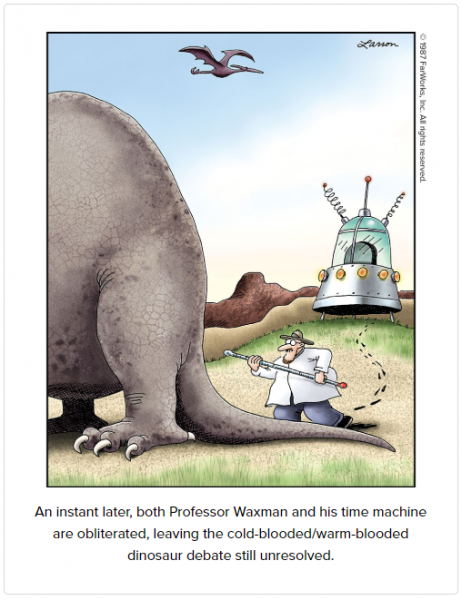 Larson
© 1987 FarWorks, Inc. All rights reserved.
An instant later, both Professor Waxman and his time machine
are obliterated, leaving the cold-blooded/warm-blooded
dinosaur debate still unresolved.